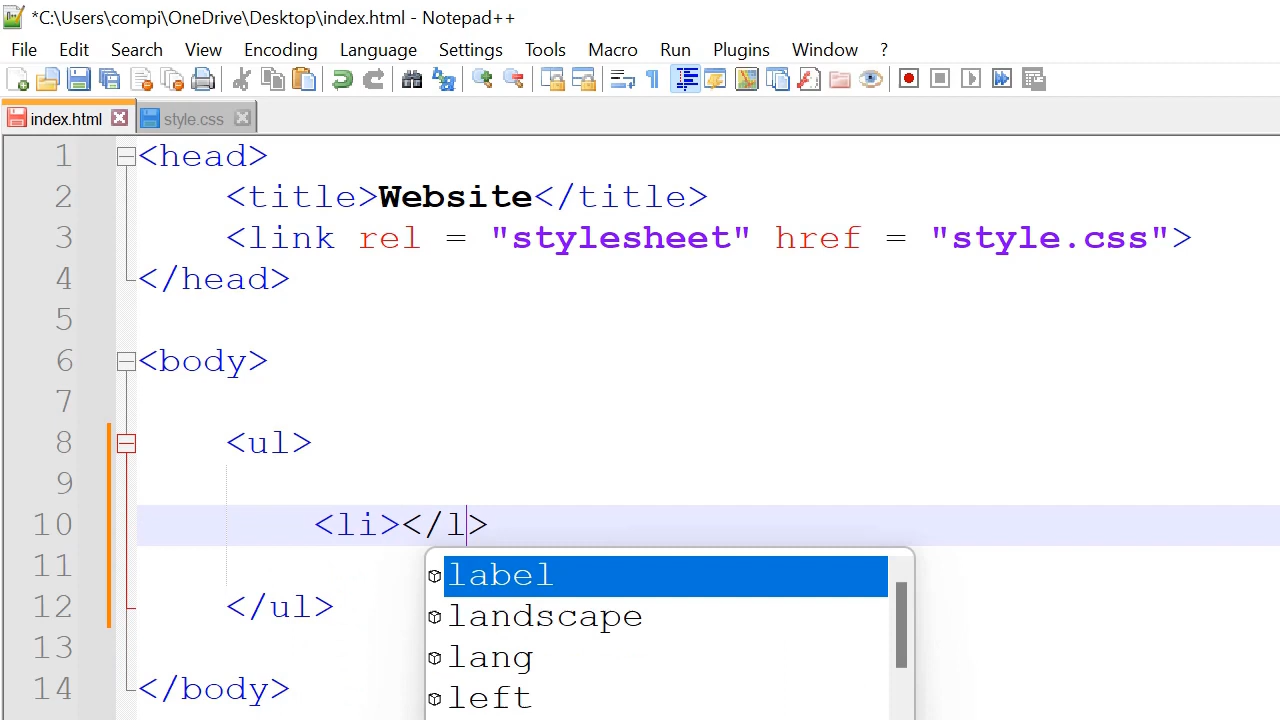 *C:\Users\compi\OneDrive\Desktop\index.html - Notepad++
File Edit Search View Encoding Language Settings Tools Macro Run Plugins Window ?
index.html style.css
1 <head>
2 <title>Website</title>
3 <link rel = "stylesheet" href = "style.css">
4 </head>
5
6 <body>
7
8 <ul>
9
10 <li></l>
11
12 </ul>
13
14 </body>
label
landscape
lang
left